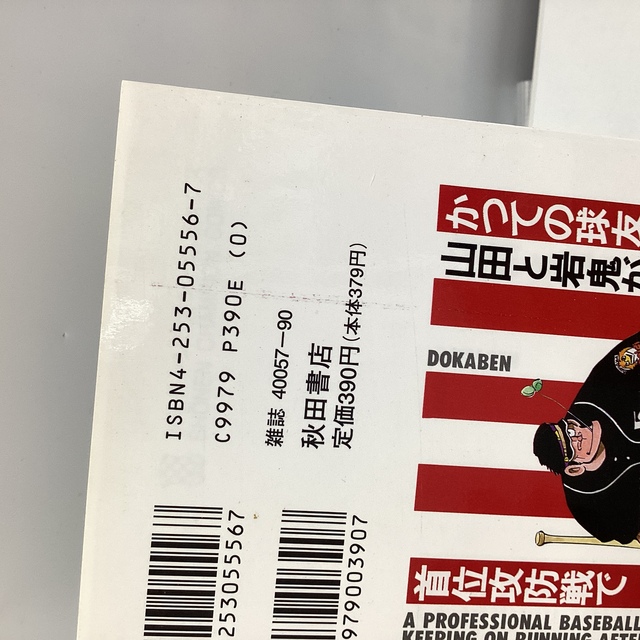 ISBN4-253-05556-7
C9979 P390E (0)
雑誌 40057-90
秋田書店
定価390円(本体379円)
253055567
979003907
かつての球友
山田と岩鬼が
DOKABEN
首位攻防戦で
A PROFESSIONAL BASEBALL
KEEPING ON RUNNING AFTE